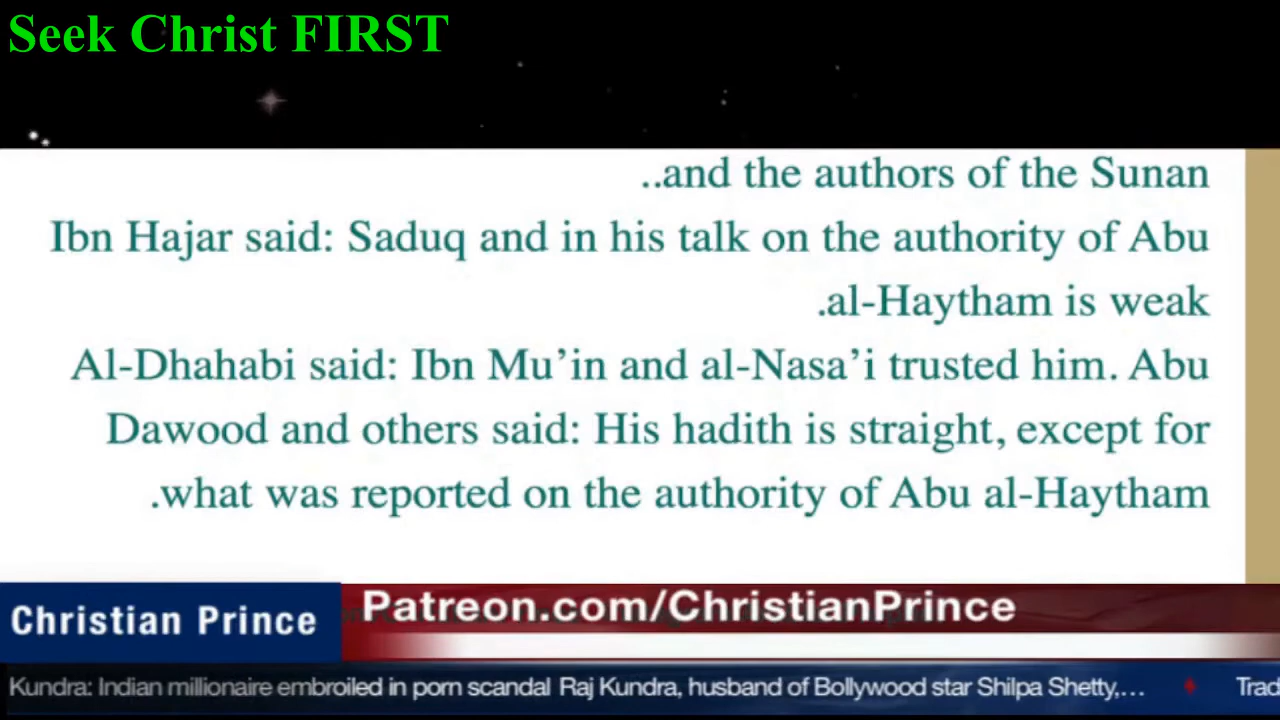 Seek Christ FIRST
..and the authors of the Sunan
Ibn Hajar said: Saduq and in his talk on the authority of Abu
.al-Haytham is weak
Al-Dhahabi said: Ibn Mu’in and al-Nasa’i trusted him. Abu
Dawood and others said: His hadith is straight, except for
.what was reported on the authority of Abu al-Haytham
Christian Prince
Patreon.com/ChristianPrince
Kundra: Indian millionaire embroiled in porn scandal Raj Kundra, husband of Bollywood star Shilpa Shetty,… Trad